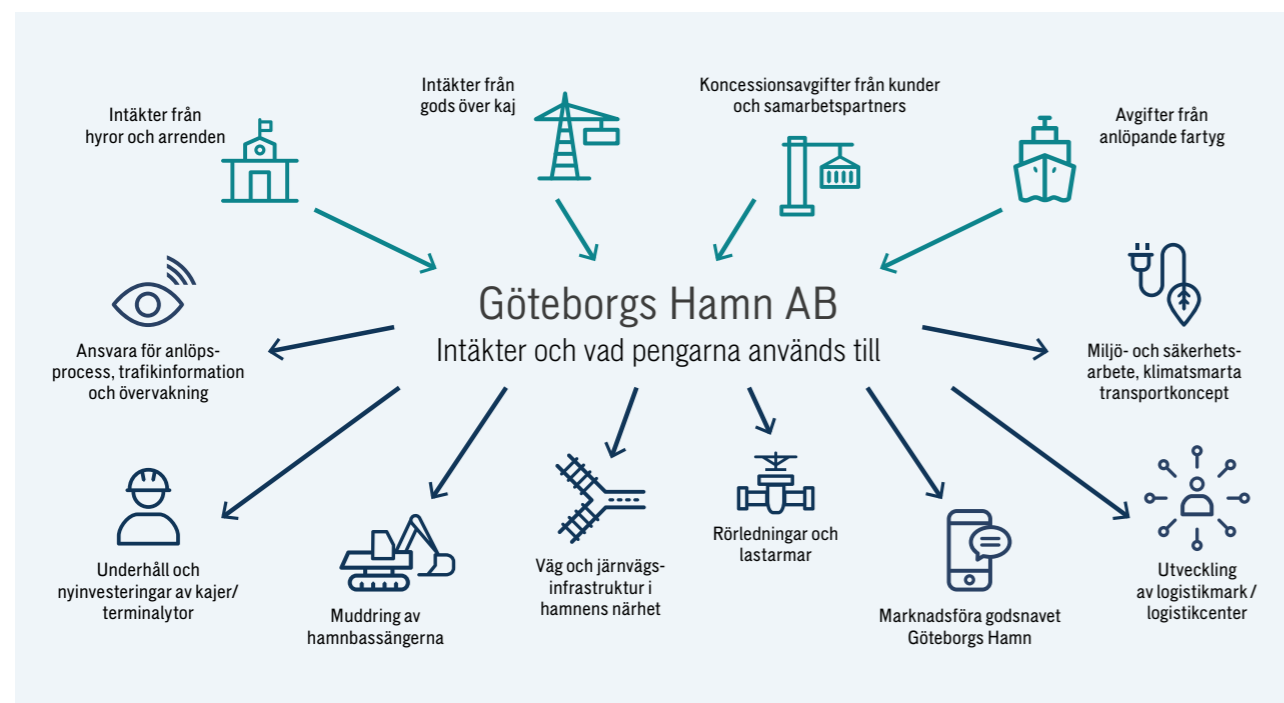 Intäkter från
hyror och arrenden
Intäkter från
gods över kaj
Koncessionsavgifter från kunder
och samarbetspartners
Avgifter från
anlöpande fartyg
Göteborgs Hamn AB
Intäkter och vad pengarna används till
Ansvara för anlöps-
process, trafikinformation
och övervakning
Miljö- och säkerhets-
arbete, klimatsmarta
transportkoncept
Underhåll och
nyinvesteringar av kajer/
terminalytor
Muddring av
hamnbassängerna
Väg och järnvägs-
infrastruktur i
hamnens närhet
Rörledningar och
lastarmar
Marknadsföra godsnavet
Göteborgs Hamn
Utveckling
av logistikmark/
logistikcenter